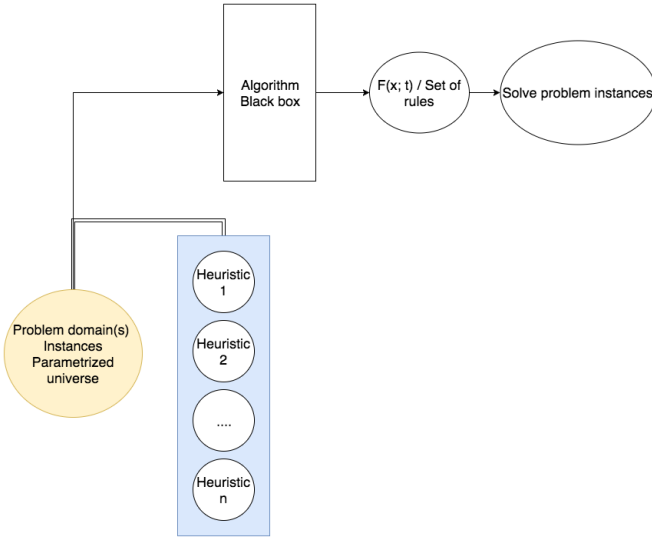 Algorithm
Black box
F(x; t) / Set of
rules
Solve problem instances
Heuristic
1
Problem domain(s)
Instances
Parametrized
universe
Heuristic
2
....
Heuristic
n